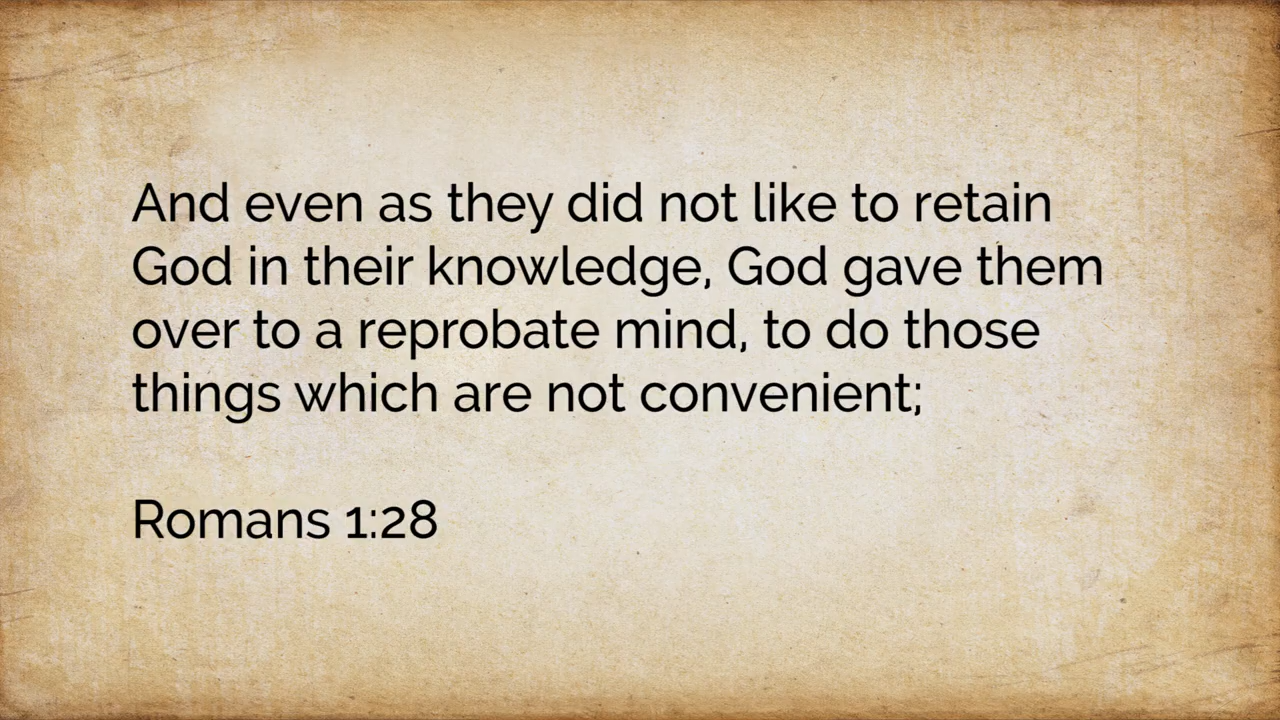 And even as they did not like to retain
God in their knowledge, God gave them
over to a reprobate mind, to do those
things which are not convenient;
Romans 1:28